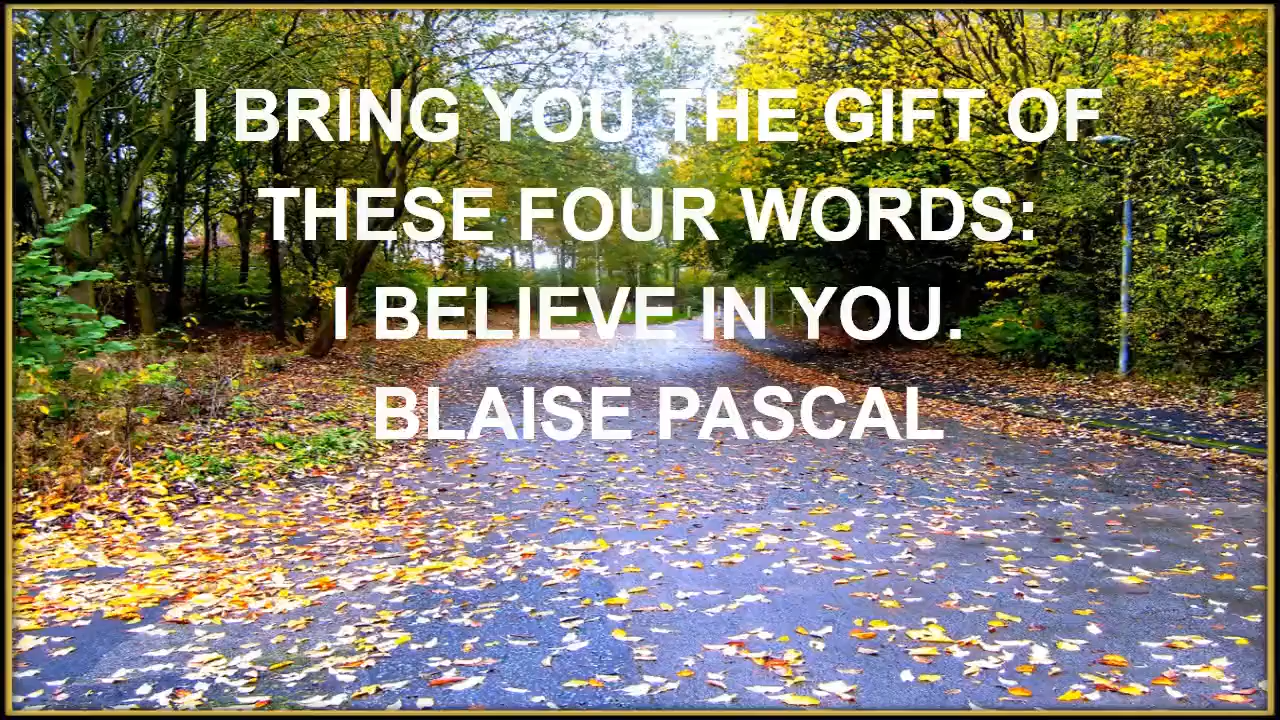 I BRING YOU THE GIFT OF
THESE FOUR WORDS:
I BELIEVE IN YOU.
BLAISE PASCAL